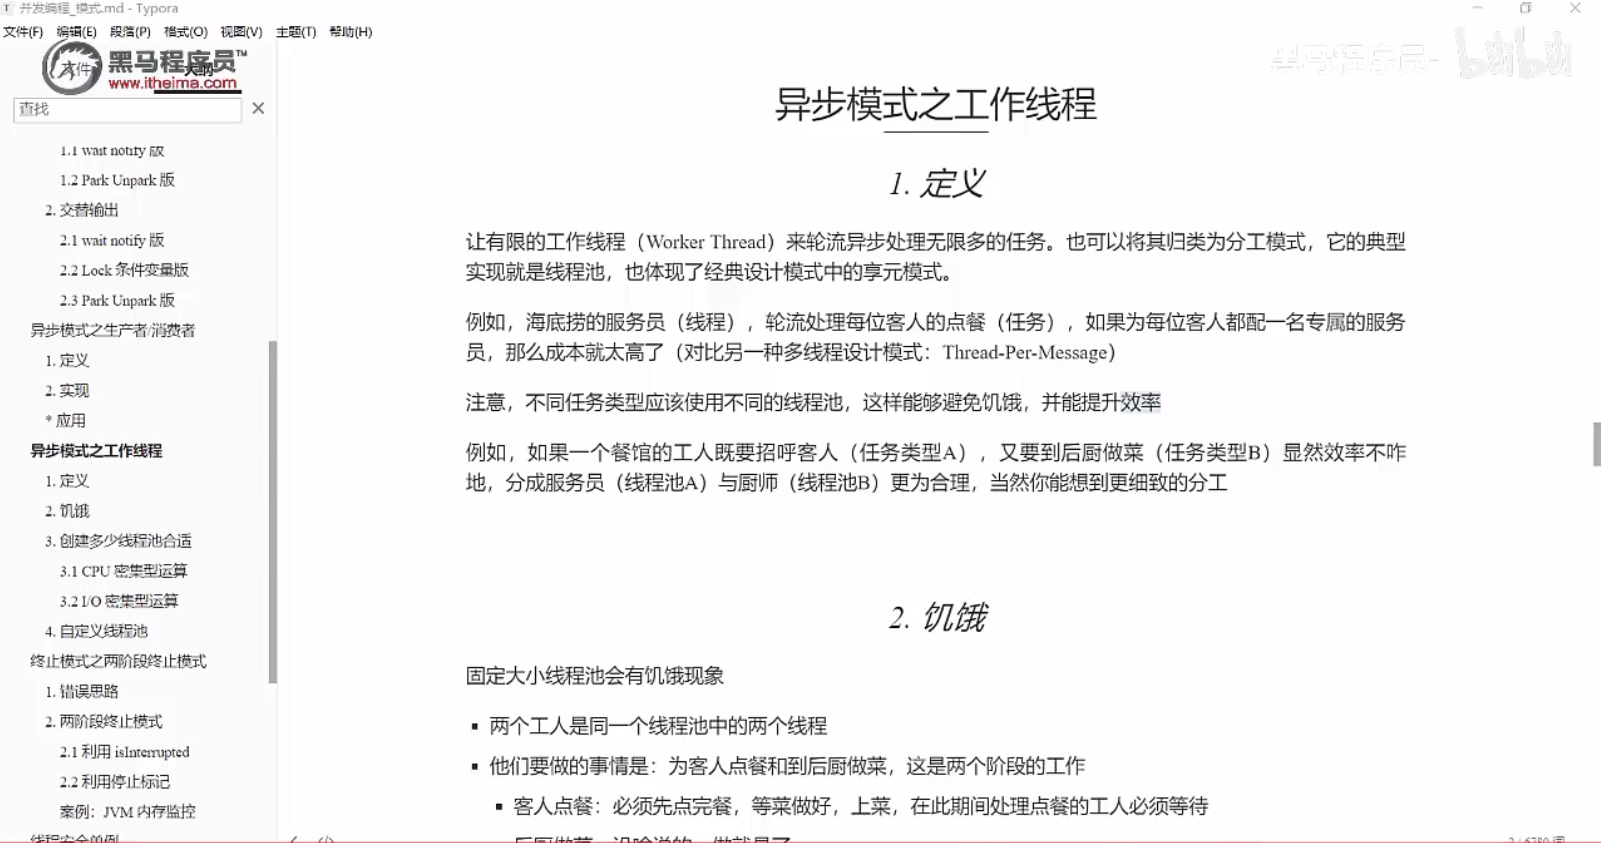 并发编程_模式.md - Typora
文件(F) 编辑(E) 段落(P) 格式(O) 视图(V) 主题(T) 帮助(H)
黑马程序员™
www.itheima.com
文件
大纲
查找
1.1 wait notify 版
1.2 Park Unpark 版
2. 交替输出
2.1 wait notify 版
2.2 Lock 条件变量版
2.3 Park Unpark 版
异步模式之生产者/消费者
1. 定义
2. 实现
* 应用
异步模式之工作线程
1. 定义
2. 饥饿
3. 创建多少线程池合适
3.1 CPU 密集型运算
3.2 I/O 密集型运算
4. 自定义线程池
终止模式之两阶段终止模式
1. 错误思路
2. 两阶段终止模式
2.1 利用 isInterrupted
2.2 利用停止标记
案例：JVM 内存监控
线程安全单例
黑马程序员- bilibili
异步模式之工作线程
1. 定义
让有限的工作线程（Worker Thread）来轮流异步处理无限多的任务。也可以将其归类为分工模式，它的典型
实现就是线程池，也体现了经典设计模式中的享元模式。
例如，海底捞的服务员（线程），轮流处理每位客人的点餐（任务），如果为每位客人都配一名专属的服务
员，那么成本就太高了（对比另一种多线程设计模式：Thread-Per-Message）
注意，不同任务类型应该使用不同的线程池，这样能够避免饥饿，并能提升效率
例如，如果一个餐馆的工人既要招呼客人（任务类型A），又要到后厨做菜（任务类型B）显然效率不咋
地，分成服务员（线程池A）与厨师（线程池B）更为合理，当然你能想到更细致的分工
2. 饥饿
固定大小线程池会有饥饿现象
▪ 两个工人是同一个线程池中的两个线程
▪ 他们要做的事情是：为客人点餐和到后厨做菜，这是两个阶段的工作
▪ 客人点餐：必须先点完餐，等菜做好，上菜，在此期间处理点餐的工人必须等待
后厨做菜：没啥说的，做就是了